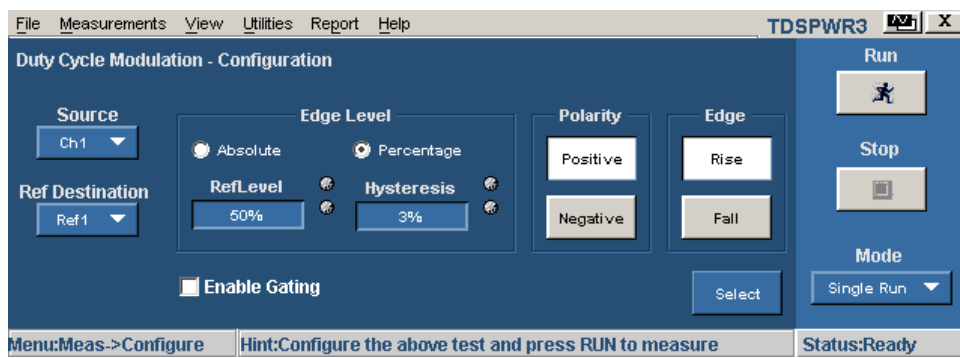 File Measurements View Utilities Report Help TDSPWR3 X
Duty Cycle Modulation - Configuration
Run
Source
Edge Level
Polarity
Edge
Ch1
Absolute
Percentage
Positive
Rise
Stop
Ref Destination
RefLevel
Hysteresis
Ref1
50%
3%
Negative
Fall
Mode
Enable Gating
Select
Single Run
Menu:Meas->Configure
Hint:Configure the above test and press RUN to measure
Status:Ready